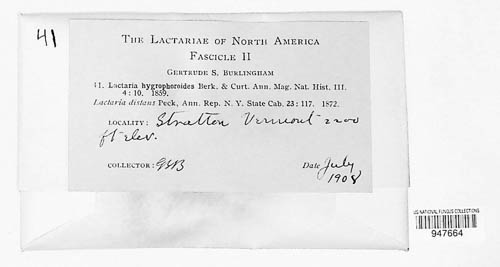 41
THE LACTARIAE OF NORTH AMERICA
FASCICLE II
GERTRUDE S. BURLINGHAM
41. Lactaria hygrophoroides Berk. & Curt. Ann. Mag. Nat. Hist. III.
4: 10. 1859.
Lactaria distans Peck, Ann. Rep. N. Y. State Cab. 23: 117. 1872.
LOCALITY: Stratton Vermont 2200
ft elev.
COLLECTOR: GSB
Date July
1908
US NATIONAL FUNGUS COLLECTIONS
947664